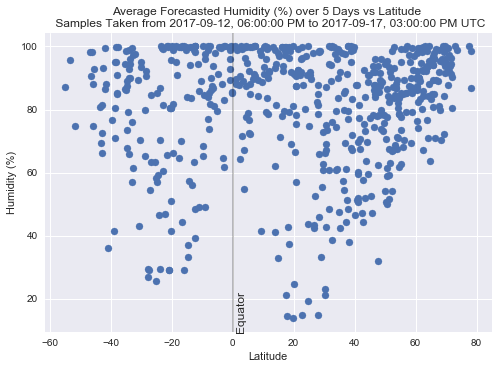 Average Forecasted Humidity (%) over 5 Days vs Latitude
Samples Taken from 2017-09-12, 06:00:00 PM to 2017-09-17, 03:00:00 PM UTC
100
80
60
40
20
Humidity (%)
Equator
−60
−40
−20
0
20
40
60
80
Latitude